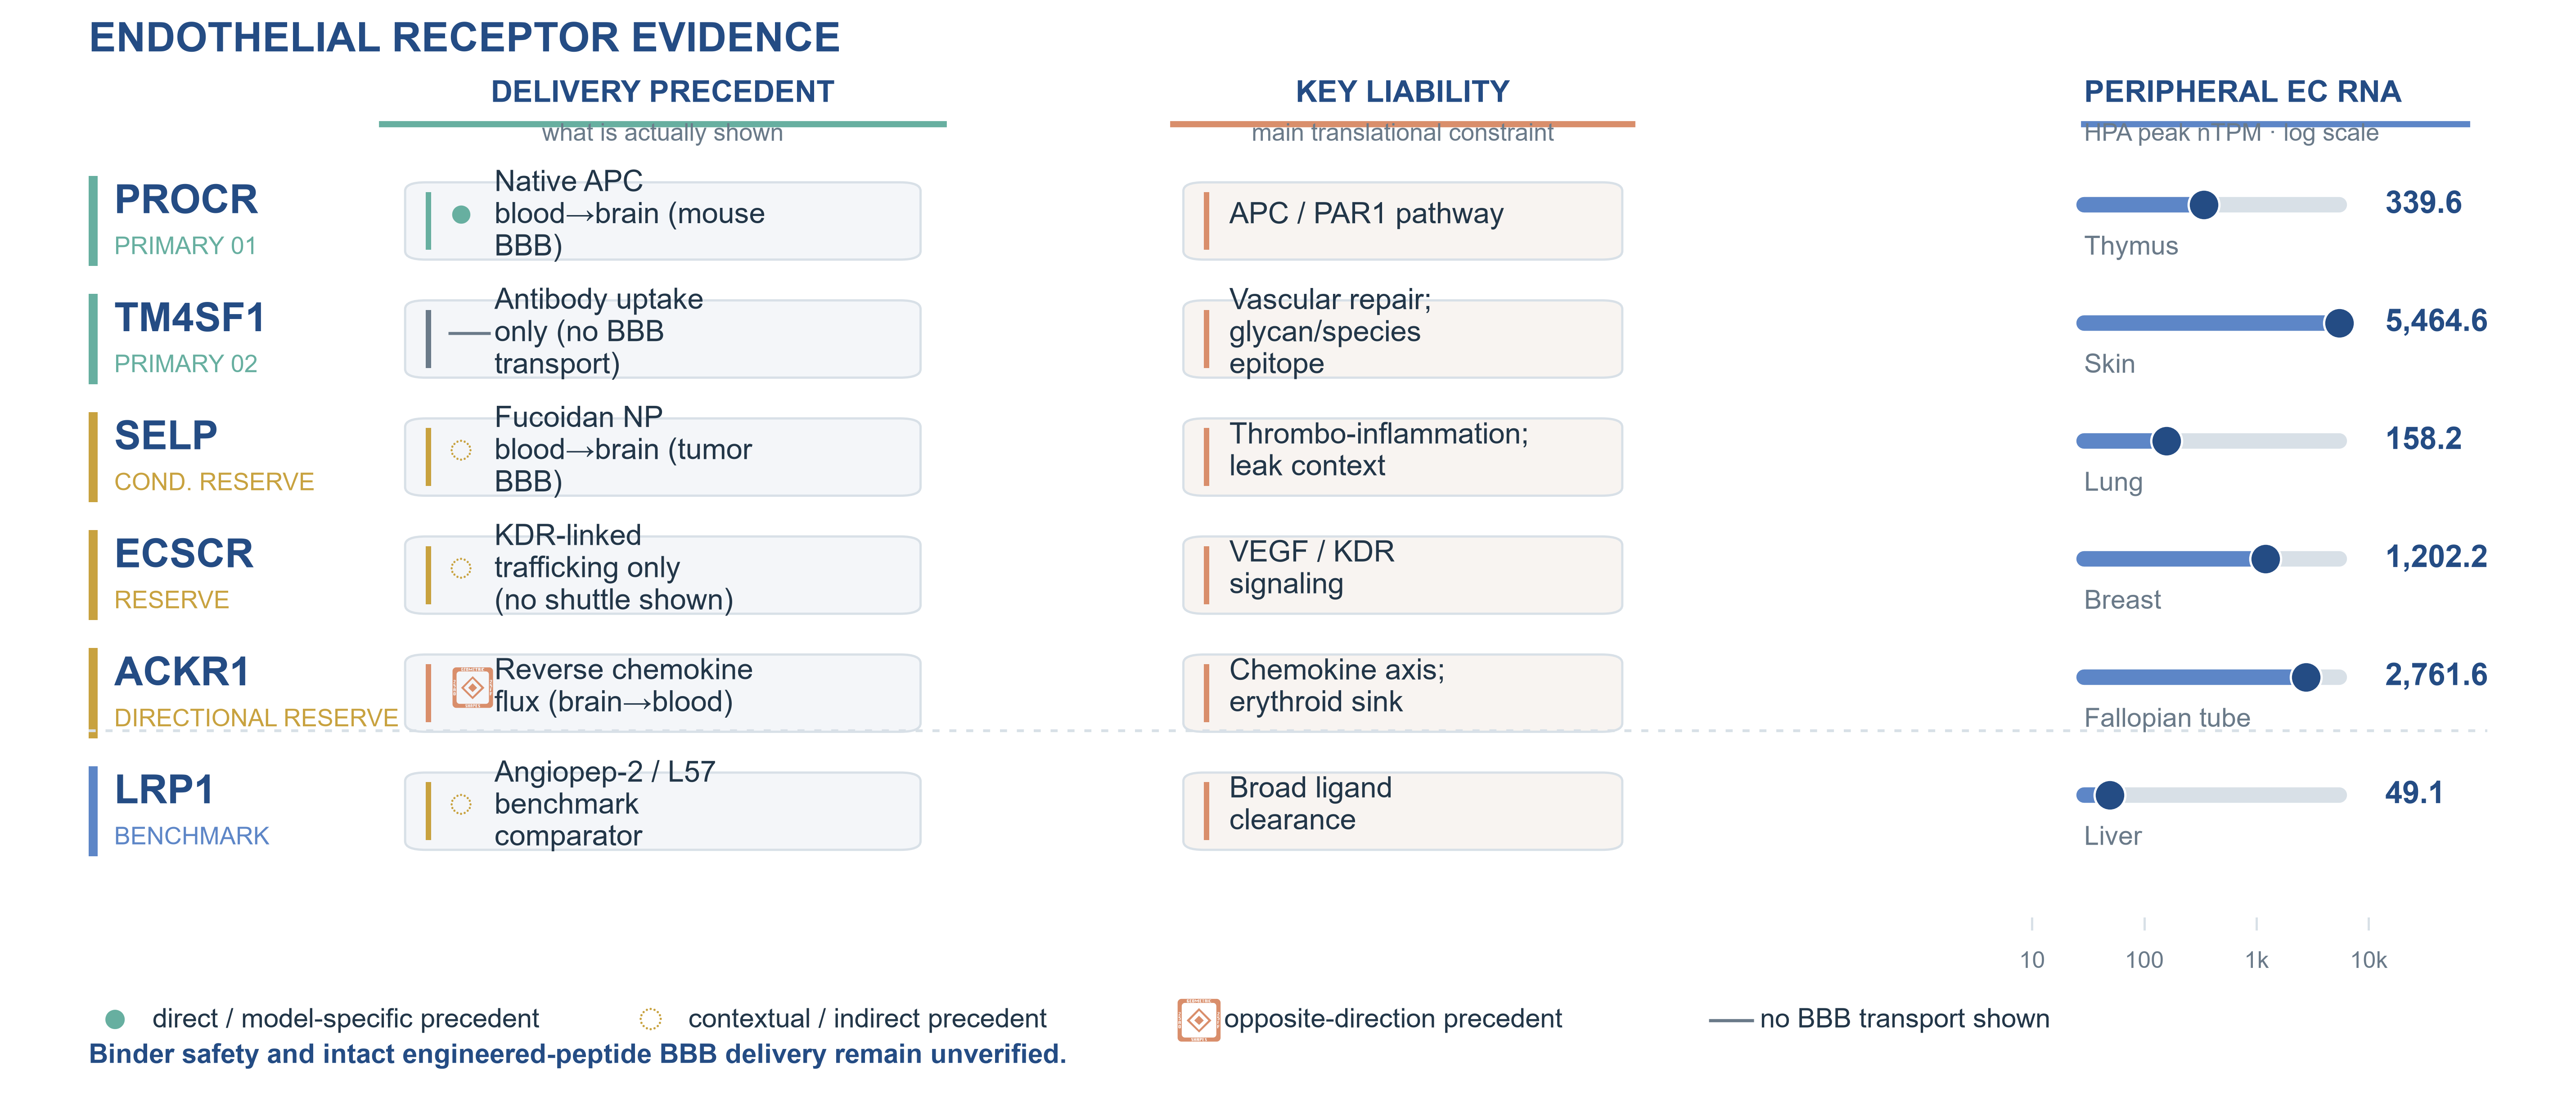 ENDOTHELIAL RECEPTOR EVIDENCE
DELIVERY PRECEDENT
what is actually shown
KEY LIABILITY
main translational constraint
PERIPHERAL EC RNA
HPA peak nTPM · log scale
PROCR
PRIMARY 01
Native APC
blood→brain (mouse
BBB)
APC / PAR1 pathway
339.6
Thymus
TM4SF1
PRIMARY 02
Antibody uptake
only (no BBB
transport)
Vascular repair;
glycan/species
epitope
5,464.6
Skin
SELP
COND. RESERVE
Fucoidan NP
blood→brain (tumor
BBB)
Thrombo-inflammation;
leak context
158.2
Lung
ECSCR
RESERVE
KDR-linked
trafficking only
(no shuttle shown)
VEGF / KDR
signaling
1,202.2
Breast
ACKR1
DIRECTIONAL RESERVE
Reverse chemokine
flux (brain→blood)
Chemokine axis;
erythroid sink
2,761.6
Fallopian tube
LRP1
BENCHMARK
Angiopep-2 / L57
benchmark
comparator
Broad ligand
clearance
49.1
Liver
10 100 1k 10k
direct / model-specific precedent
contextual / indirect precedent
opposite-direction precedent
no BBB transport shown
Binder safety and intact engineered-peptide BBB delivery remain unverified.